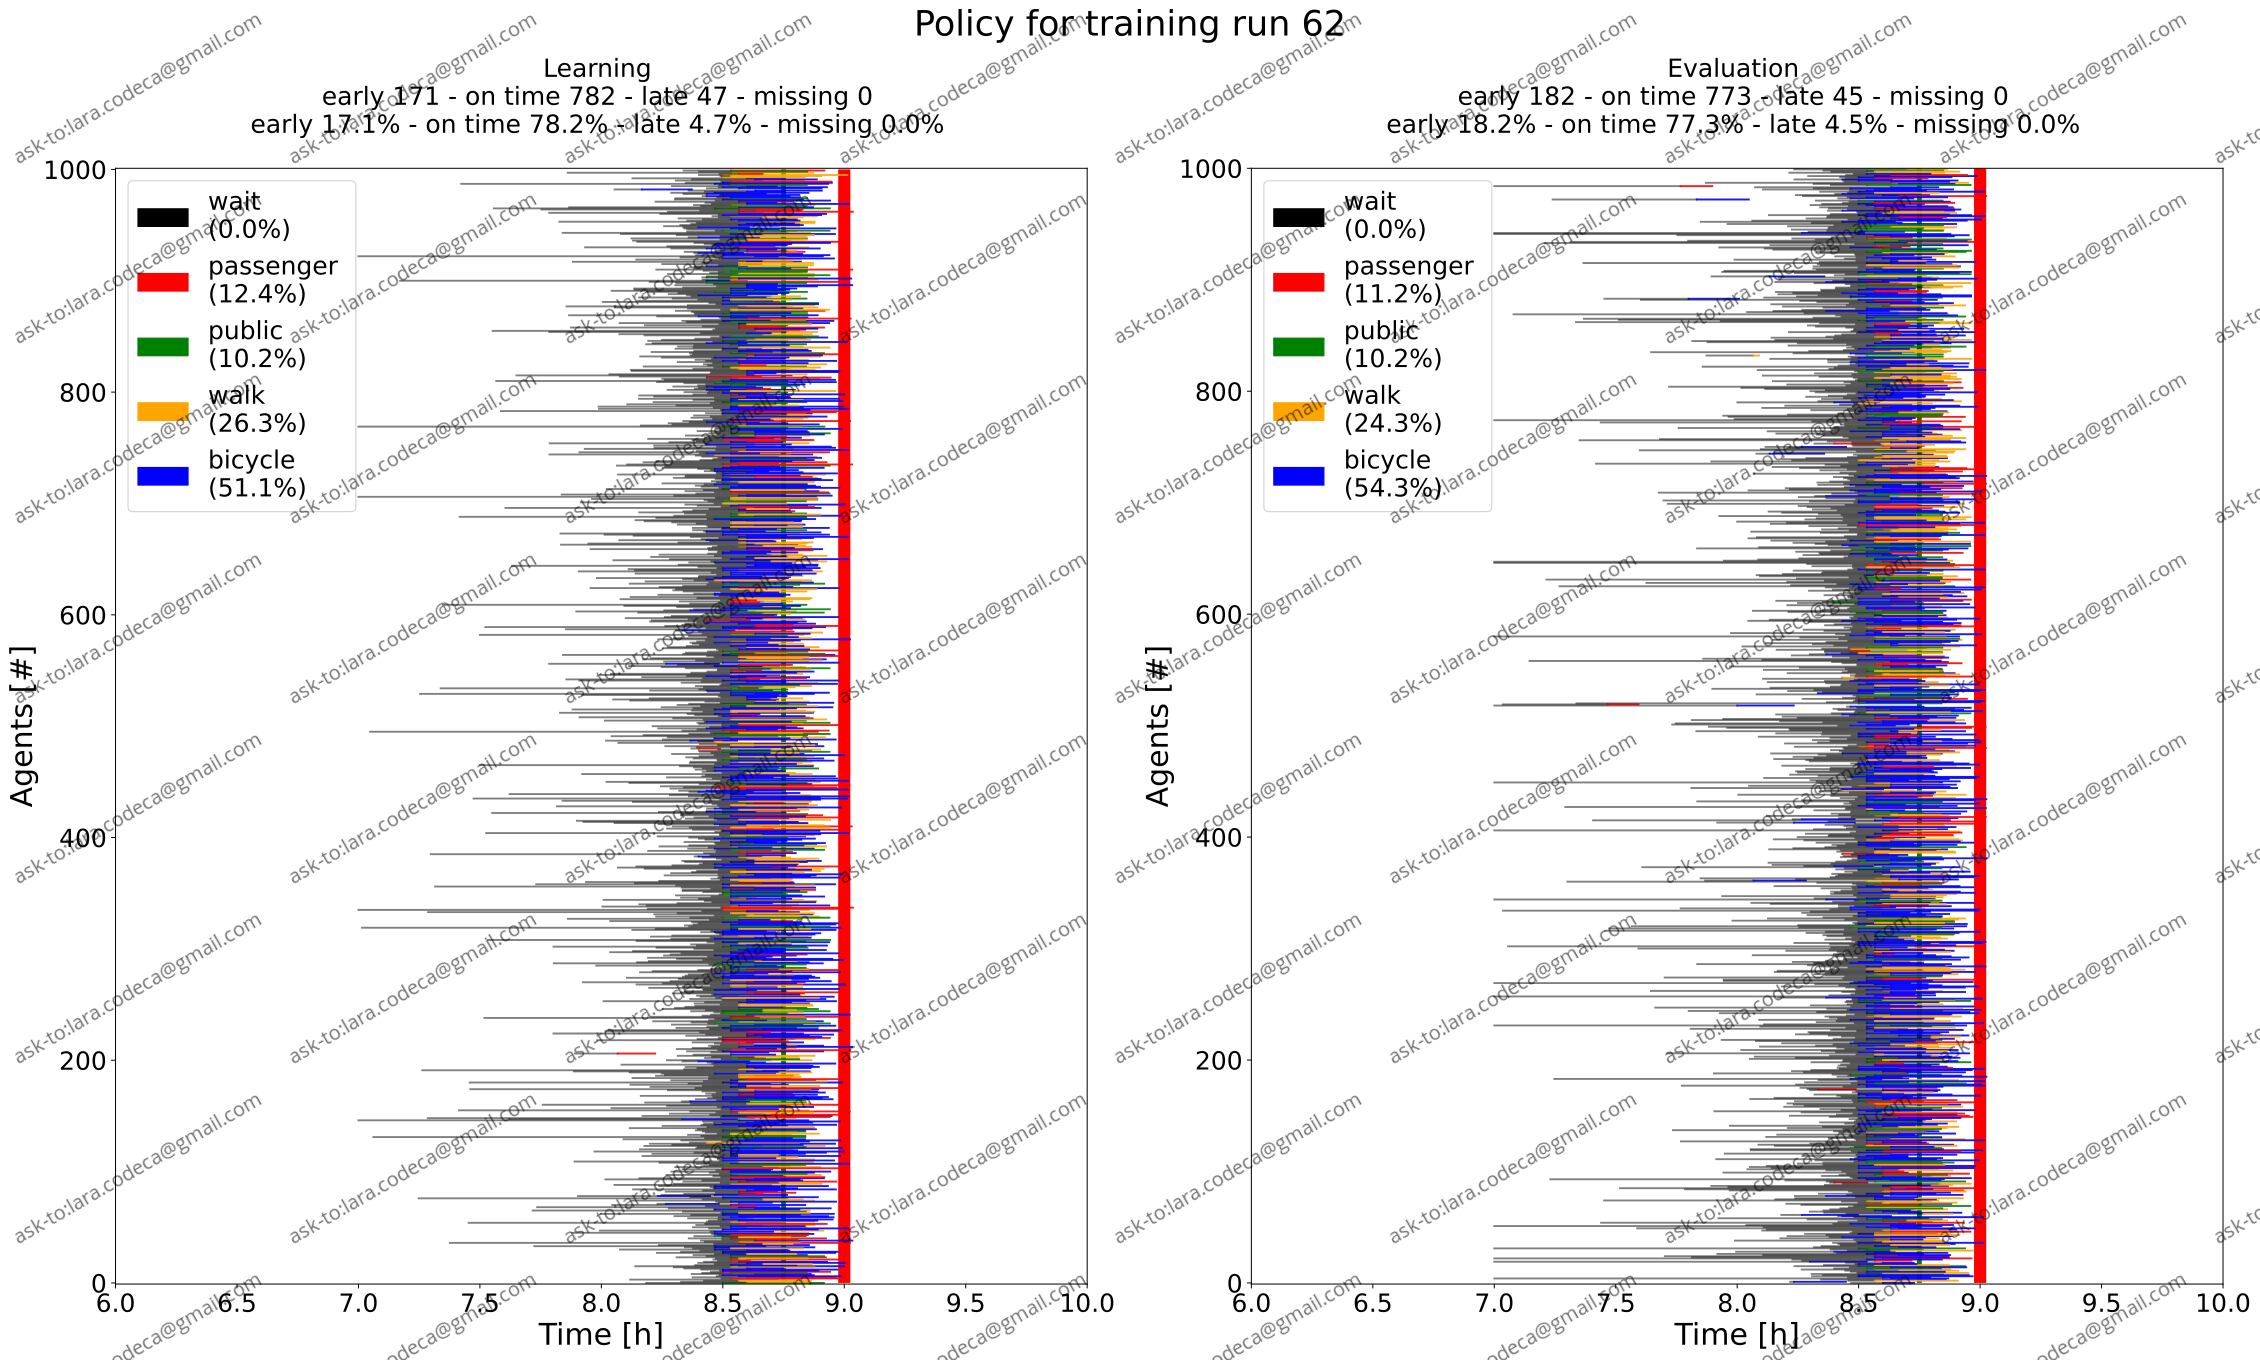 Policy for training run 62
Learning
early 171 - on time 782 - late 47 - missing 0
early 17.1% - on time 78.2% - late 4.7% - missing 0.0%
1000
800
600
400
200
0
Agents [#]
wait
(0.0%)
passenger
(12.4%)
public
(10.2%)
walk
(26.3%)
bicycle
(51.1%)
6.0 6.5 7.0 7.5 8.0 8.5 9.0 9.5 10.0
Time [h]
Evaluation
early 182 - on time 773 - late 45 - missing 0
early 18.2% - on time 77.3% - late 4.5% - missing 0.0%
1000
800
600
400
200
0
Agents [#]
wait
(0.0%)
passenger
(11.2%)
public
(10.2%)
walk
(24.3%)
bicycle
(54.3%)
6.0 6.5 7.0 7.5 8.0 8.5 9.0 9.5 10.0
Time [h]
ask-to:lara.codeca@gmail.com